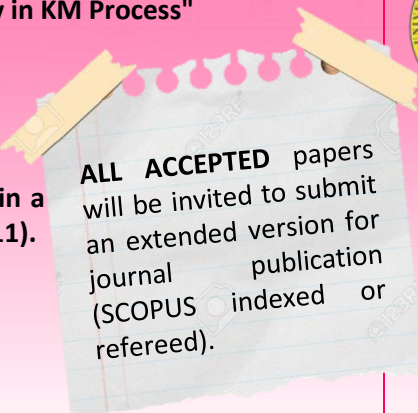 y in KM Process"
in a
.1).
ALL ACCEPTED papers
will be invited to submit
an extended version for
journal publication
(SCOPUS indexed or
refereed).